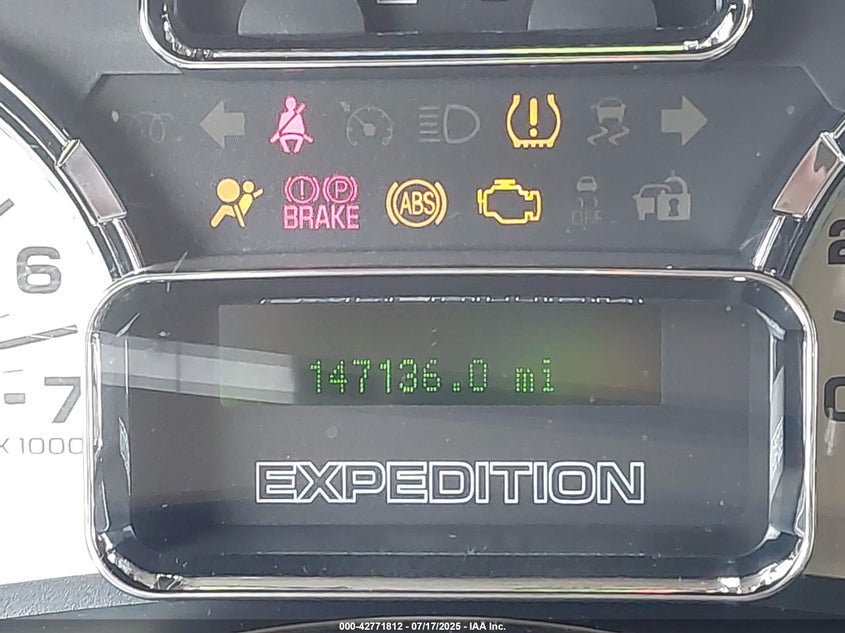 BRAKE
ABS
OFF
6
7
X 1000
147136.0 mi
EXPEDITION
000-42771812 - 07/17/2025 - IAA Inc.